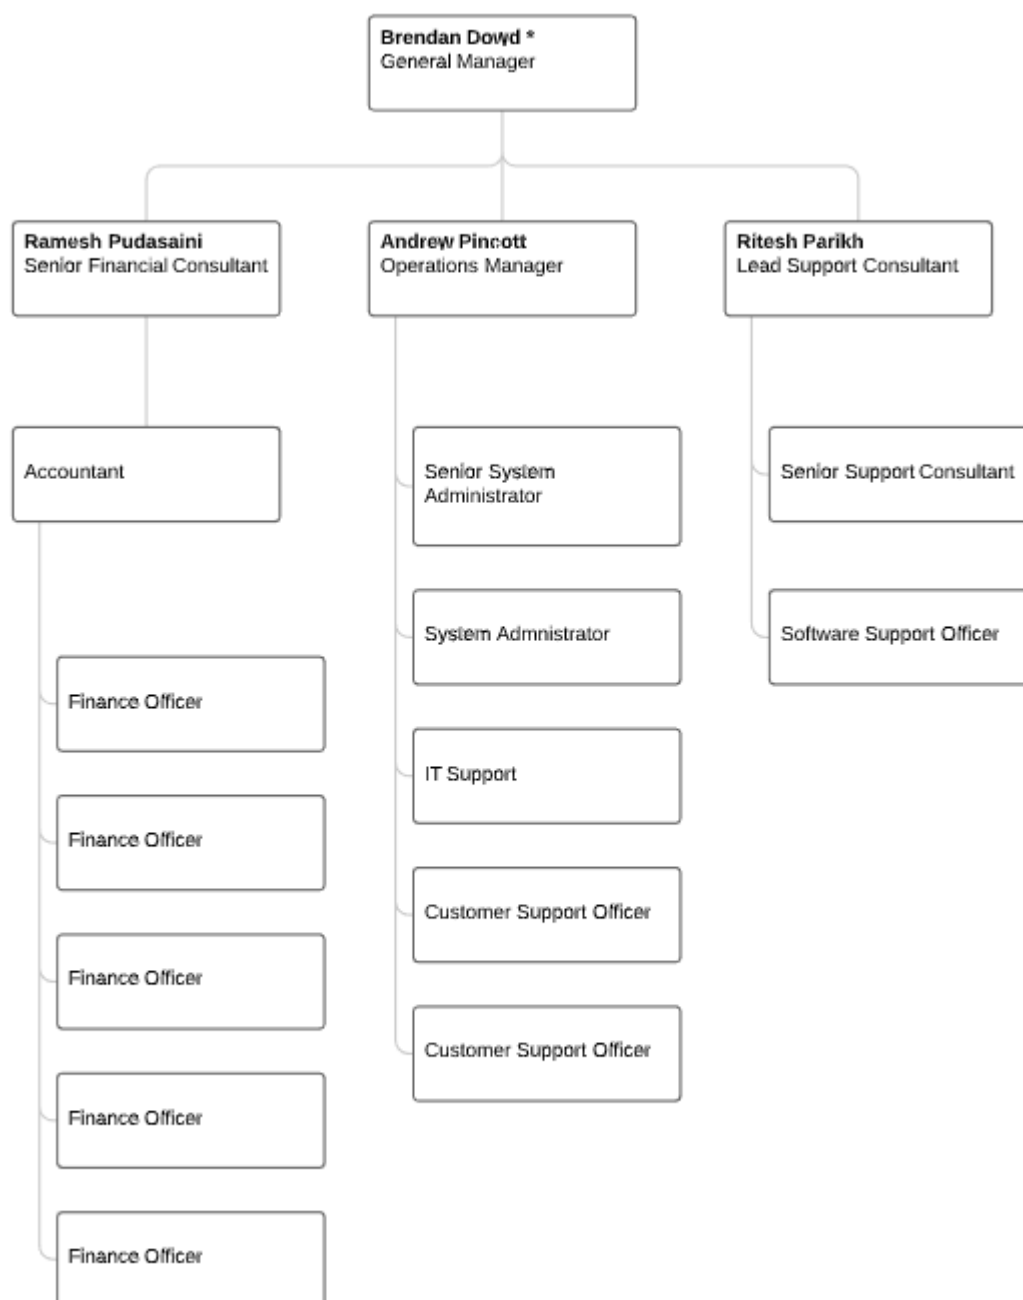 Brendan Dowd *
General Manager
Ramesh Pudasaini
Senior Financial Consultant
Andrew Pincott
Operations Manager
Ritesh Parikh
Lead Support Consultant
Accountant
Senior System
Administrator
Senior Support Consultant
System Admnistrator
Software Support Officer
Finance Officer
IT Support
Finance Officer
Customer Support Officer
Finance Officer
Customer Support Officer
Finance Officer
Finance Officer